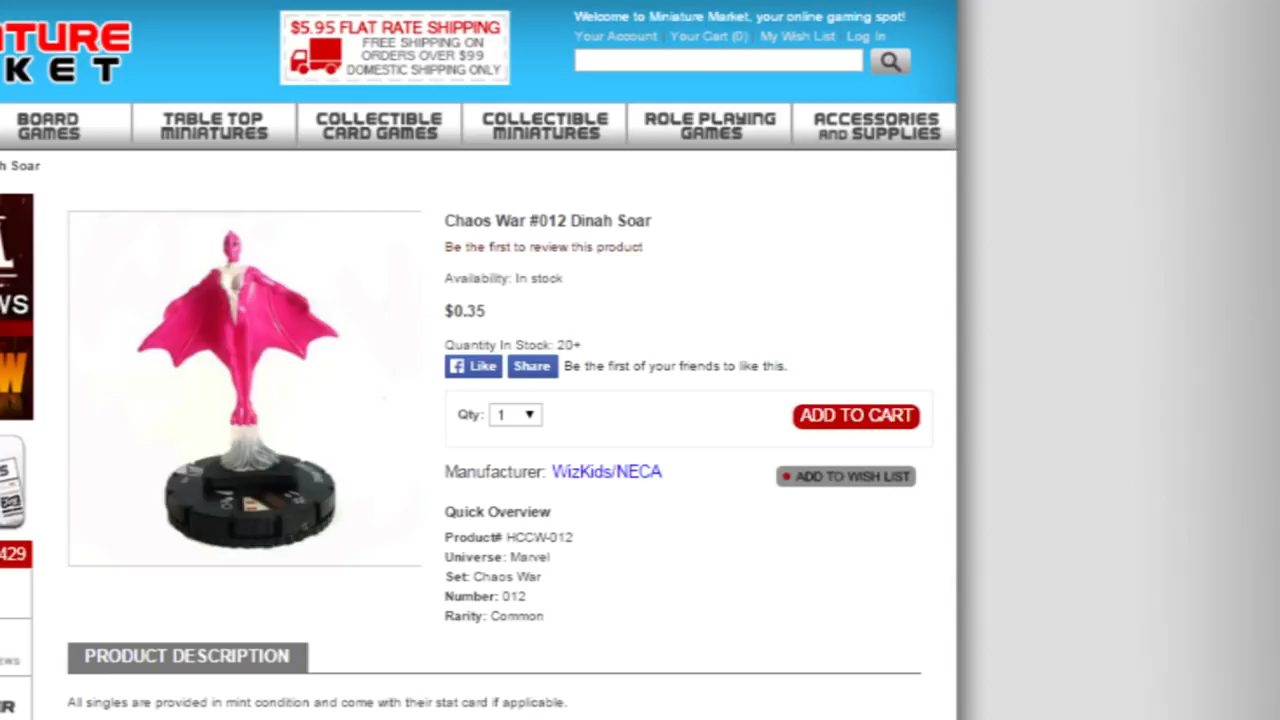 TURE
KET
$5.95 FLAT RATE SHIPPING
FREE SHIPPING ON
ORDERS OVER $99
DOMESTIC SHIPPING ONLY
Welcome to Miniature Market, your online gaming spot!
Your Account | Your Cart (0) | My Wish List | Log In
BOARD
GAMES
TABLE TOP
MINIATURES
COLLECTIBLE
CARD GAMES
COLLECTIBLE
MINIATURES
ROLE PLAYING
GAMES
ACCESSORIES
AND SUPPLIES
h Soar
WS
W
S
429
ews
R
Chaos War #012 Dinah Soar
Be the first to review this product
Availability: In stock
$0.35
Quantity In Stock: 20+
Like Share Be the first of your friends to like this.
Qty: 1
ADD TO CART
Manufacturer: WizKids/NECA
ADD TO WISH LIST
Quick Overview
Product# HCCW-012
Universe: Marvel
Set: Chaos War
Number: 012
Rarity: Common
PRODUCT DESCRIPTION
All singles are provided in mint condition and come with their stat card if applicable.